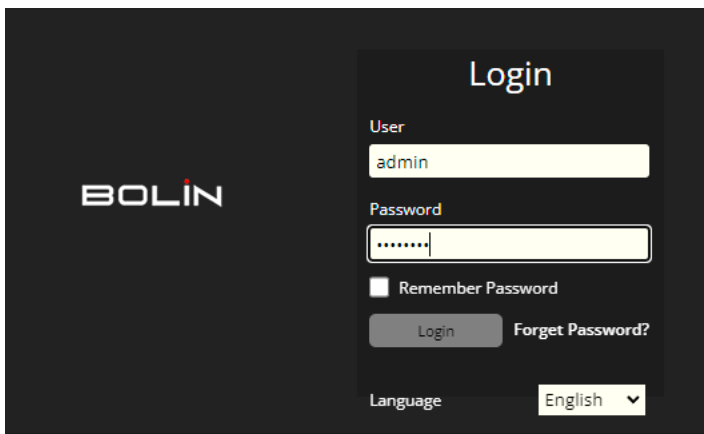 Login
User
admin
BOLIN
Password
••••••••
Remember Password
Login Forget Password?
Language English